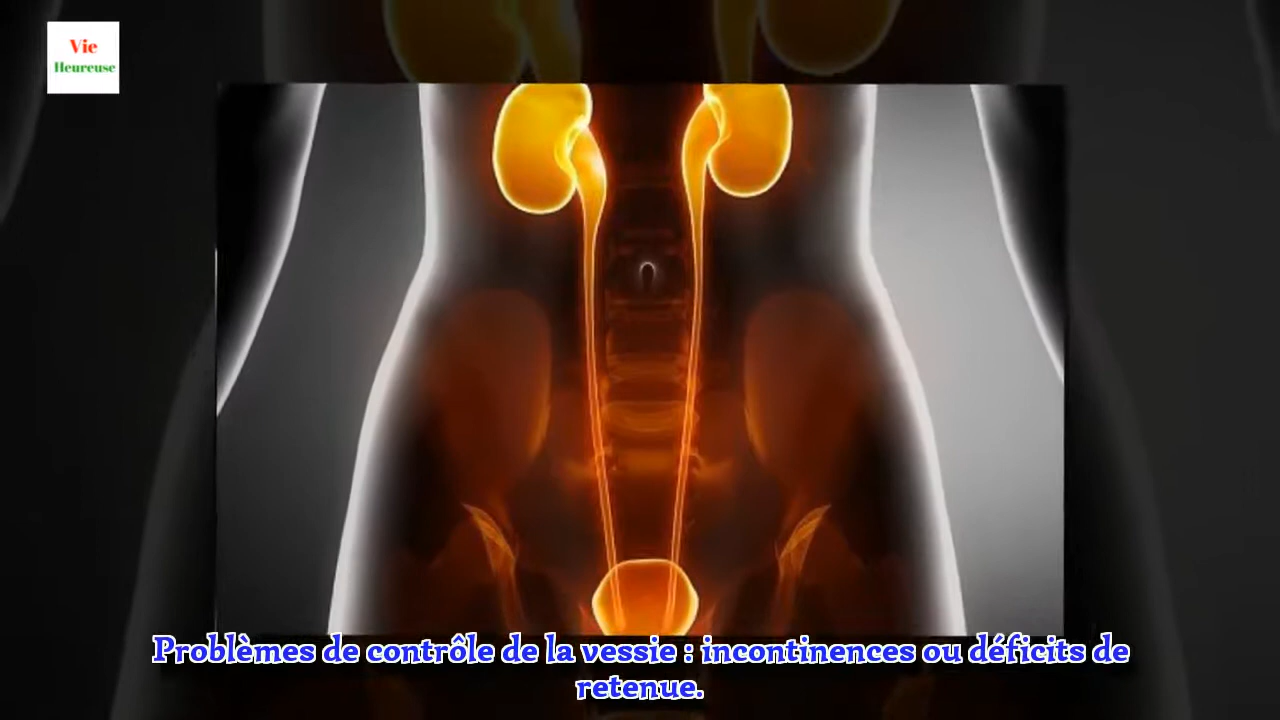 Vie
Heureuse
Problèmes de contrôle de la vessie : incontinences ou déficits de
retenue.